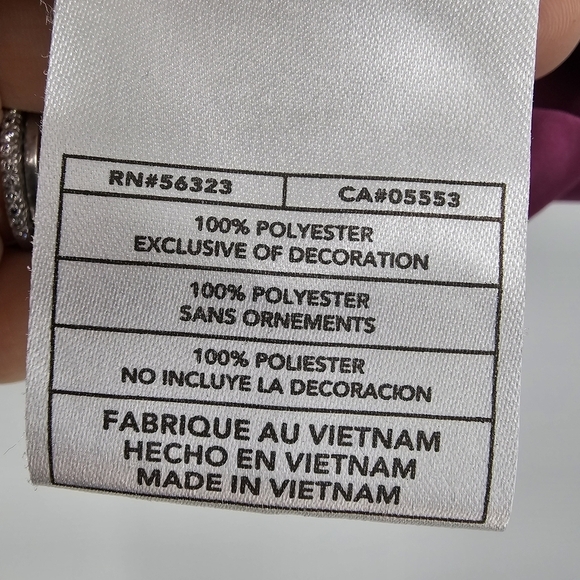 RN#56323 CA#05553
100% POLYESTER
EXCLUSIVE OF DECORATION
100% POLYESTER
SANS ORNEMENTS
100% POLIESTER
NO INCLUYE LA DECORACION
FABRIQUE AU VIETNAM
HECHO EN VIETNAM
MADE IN VIETNAM